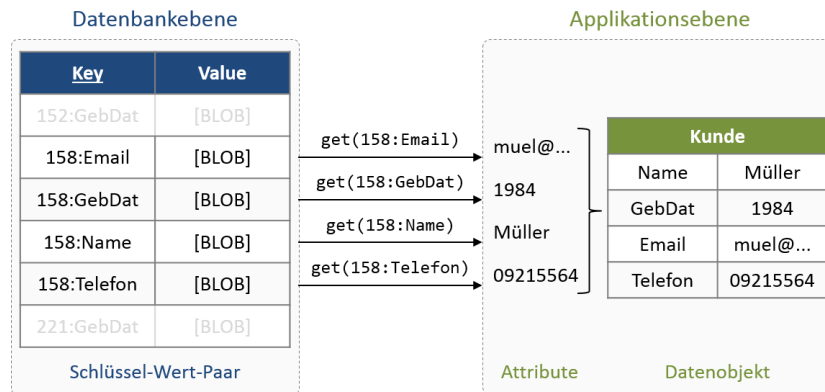 Datenbankebene
Applikationsebene
Key Value
152:GebDat [BLOB]
158:Email [BLOB]
158:GebDat [BLOB]
158:Name [BLOB]
158:Telefon [BLOB]
221:GebDat [BLOB]
Schlüssel-Wert-Paar
get(158:Email)
get(158:GebDat)
get(158:Name)
get(158:Telefon)
muel@...
1984
Müller
09215564
Attribute
Kunde
Name Müller
GebDat 1984
Email muel@...
Telefon 09215564
Datenobjekt